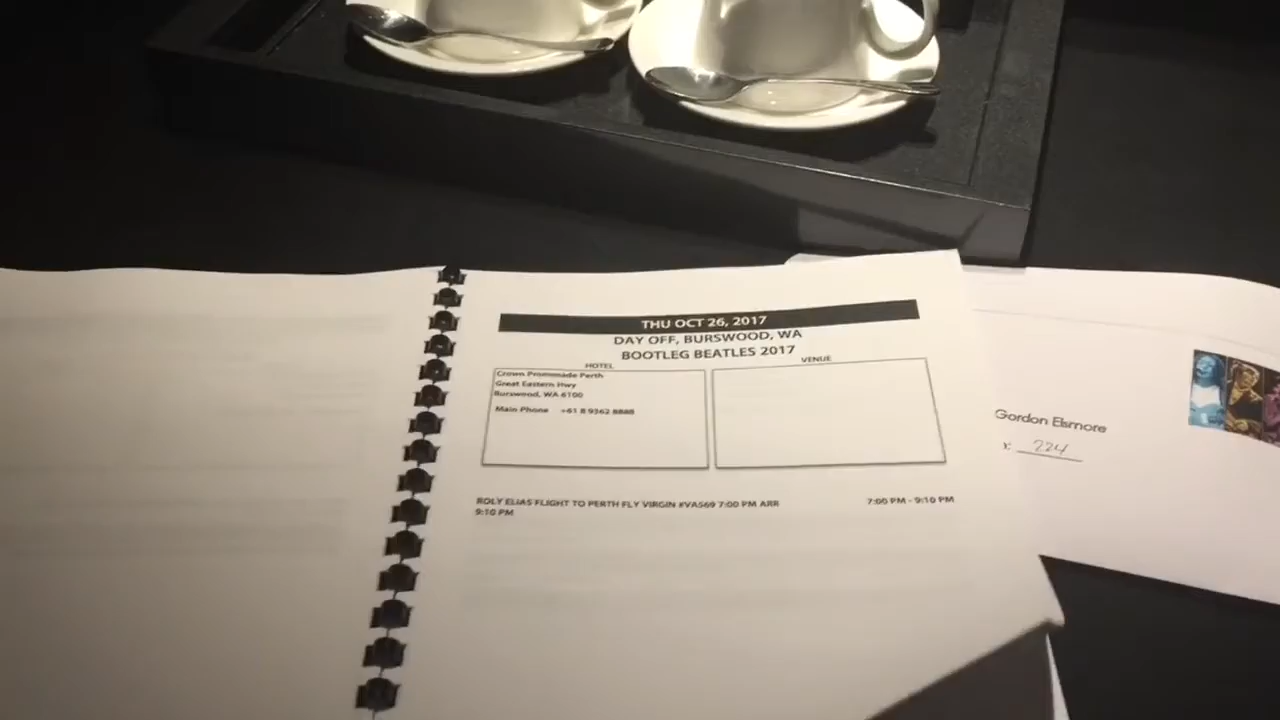 THU OCT 26, 2017
DAY OFF, BURSWOOD, WA
BOOTLEG BEATLES 2017
HOTEL
VENUE
Crown Promenade Perth
Great Eastern Hwy
Burswood, WA 6100
Main Phone +61 8 9362 8888
ROLY ELIAS FLIGHT TO PERTH FLY VIRGIN #VA569 7:00 PM ARR
9:10 PM
7:00 PM - 9:10 PM
Gordon Elsmore
r. 224